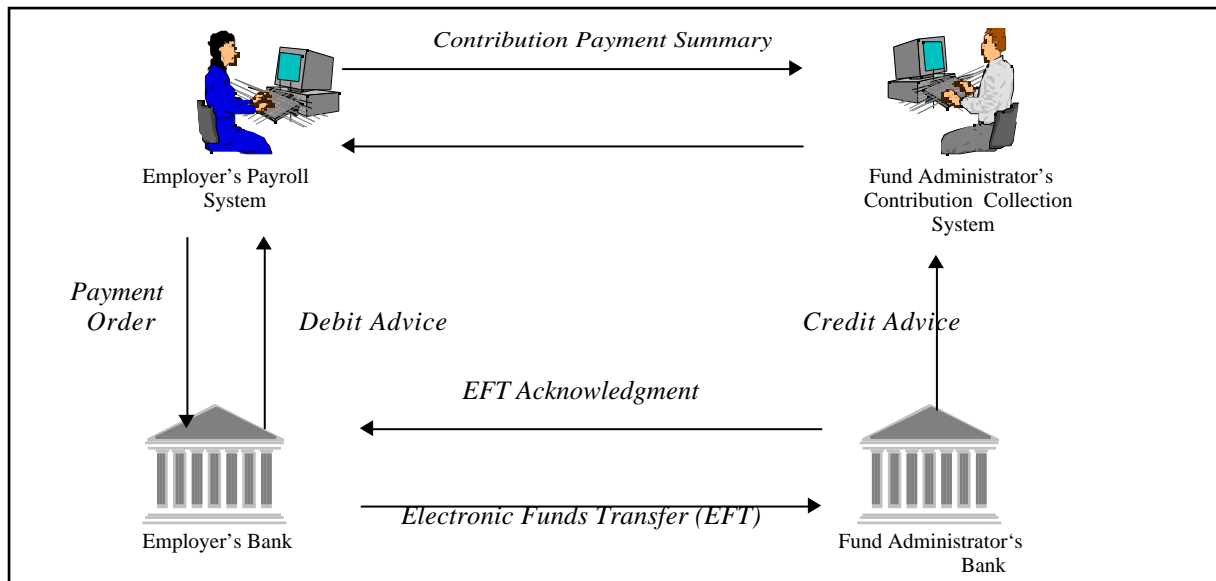 Contribution Payment Summary
Employer's Payroll
System
Fund Administrator's
Contribution Collection
System
Payment
Order
Debit Advice
Credit Advice
EFT Acknowledgment
Electronic Funds Transfer (EFT)
Employer's Bank
Fund Administrator‘s
Bank